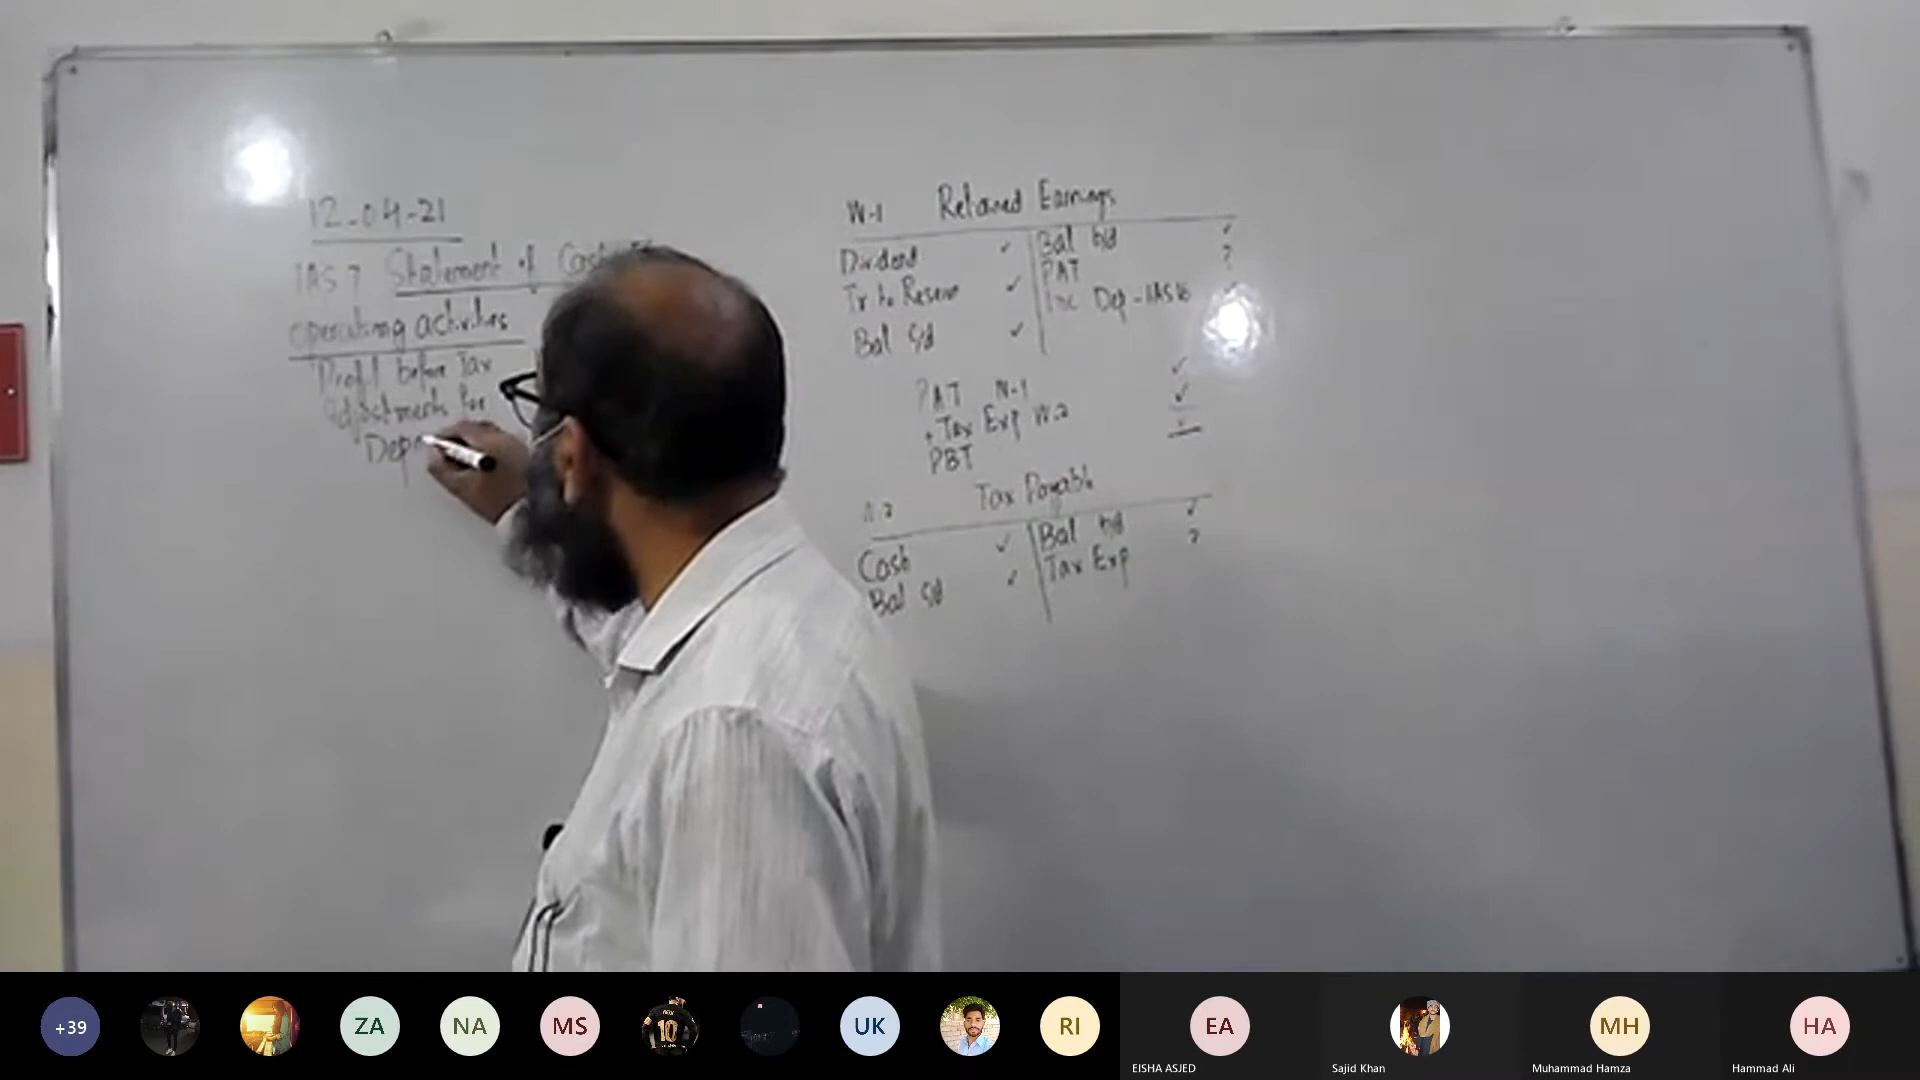 12-04-21
IAS 7 Statement of Cash
operating activities
Profit before Tax
Adjustments for
Dep
W-1 Retained Earnings
Dividend ✓ Bal b/d ✓
Tr to Reserve ✓ PAT ?
Bal c/d ✓ Inc Dep - IAS 16
PAT W-1 ✓
+ Tax Exp W.2 ✓
PBT
W.2 Tax Payable
Cash ✓ Bal b/d ✓
Bal c/d ✓ Tax Exp ?
+39
ZA
NA
MS
10
UK
RI
EA
MH
HA
EISHA ASJED
Sajid Khan
Muhammad Hamza
Hammad Ali